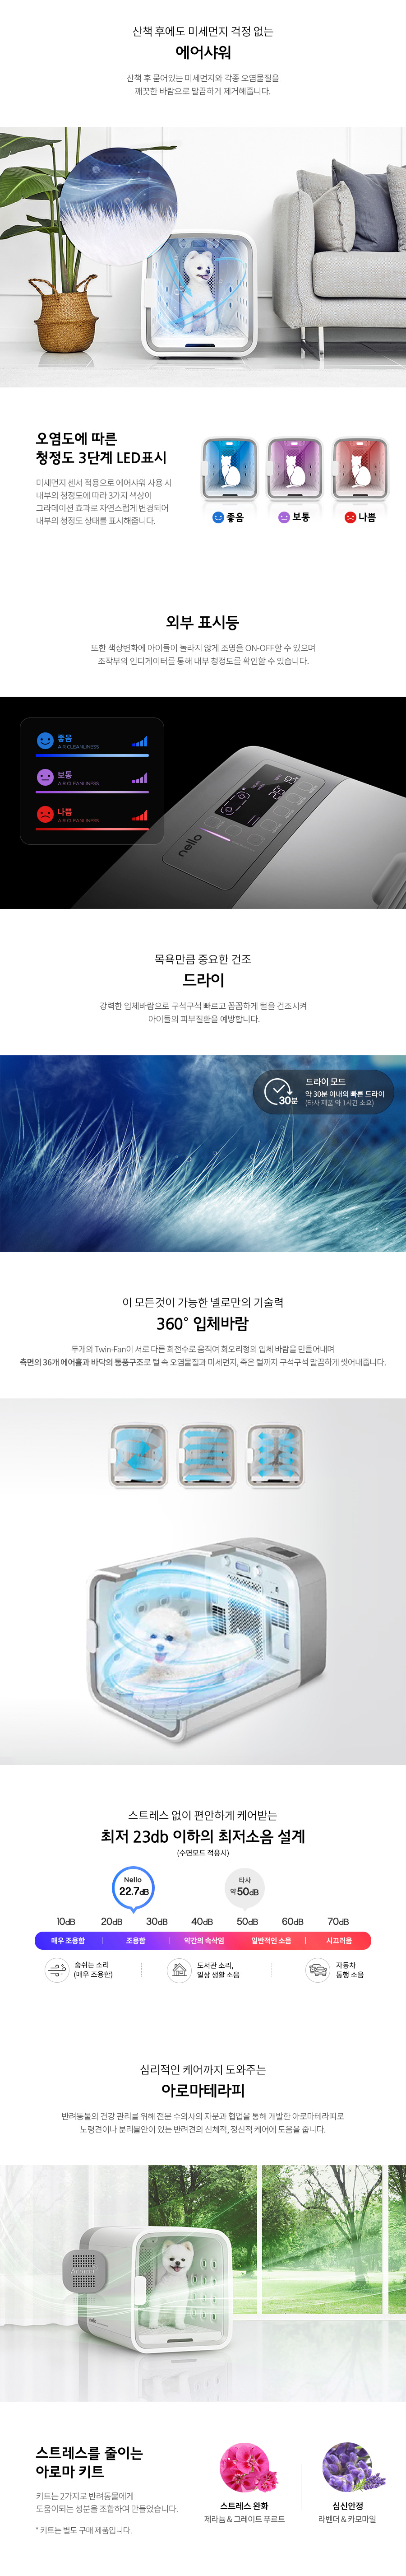 산책 후에도 미세먼지 걱정 없는
에어샤워
산책 후 묻어있는 미세먼지와 각종 오염물질을
깨끗한 바람으로 말끔하게 제거해줍니다.
오염도에 따른
청정도 3단계 LED표시
미세먼지 센서 적용으로 에어샤워 사용 시
내부의 청정도에 따라 3가지 색상이
그라데이션 효과로 자연스럽게 변경되어
내부의 청정도 상태를 표시해줍니다.
좋음
보통
나쁨
외부 표시등
또한 색상변화에 아이들이 놀라지 않게 조명을 ON-OFF할 수 있으며
조작부의 인디게이터를 통해 내부 청정도를 확인할 수 있습니다.
좋음
AIR CLEANLINESS
보통
AIR CLEANLINESS
나쁨
AIR CLEANLINESS
nello
목욕만큼 중요한 건조
드라이
강력한 입체바람으로 구석구석 빠르고 꼼꼼하게 털을 건조시켜
아이들의 피부질환을 예방합니다.
30분
드라이 모드
약 30분 이내의 빠른 드라이
(타사 제품 약 1시간 소요)
이 모든것이 가능한 넬로만의 기술력
360° 입체바람
두개의 Twin-Fan이 서로 다른 회전수로 움직여 회오리형의 입체 바람을 만들어내며
측면의 36개 에어홀과 바닥의 통풍구조로 털 속 오염물질과 미세먼지, 죽은 털까지 구석구석 말끔하게 씻어내줍니다.
스트레스 없이 편안하게 케어받는
최저 23db 이하의 최저소음 설계
(수면모드 적용시)
Nello
22.7dB
타사
약50dB
10dB 20dB 30dB 40dB 50dB 60dB 70dB
매우 조용함 조용함 약간의 속삭임 일반적인 소음 시끄러움
숨쉬는 소리
(매우 조용한)
도서관 소리,
일상 생활 소음
자동차
통행 소음
심리적인 케어까지 도와주는
아로마테라피
반려동물의 건강 관리를 위해 전문 수의사의 자문과 협업을 통해 개발한 아로마테라피로
노령견이나 분리불안이 있는 반려견의 신체적, 정신적 케어에 도움을 줍니다.
nello
스트레스를 줄이는
아로마 키트
키트는 2가지로 반려동물에게
도움이되는 성분을 조합하여 만들었습니다.
* 키트는 별도 구매 제품입니다.
스트레스 완화
제라늄 & 그레이트 푸르트
심신안정
라벤더 & 카모마일